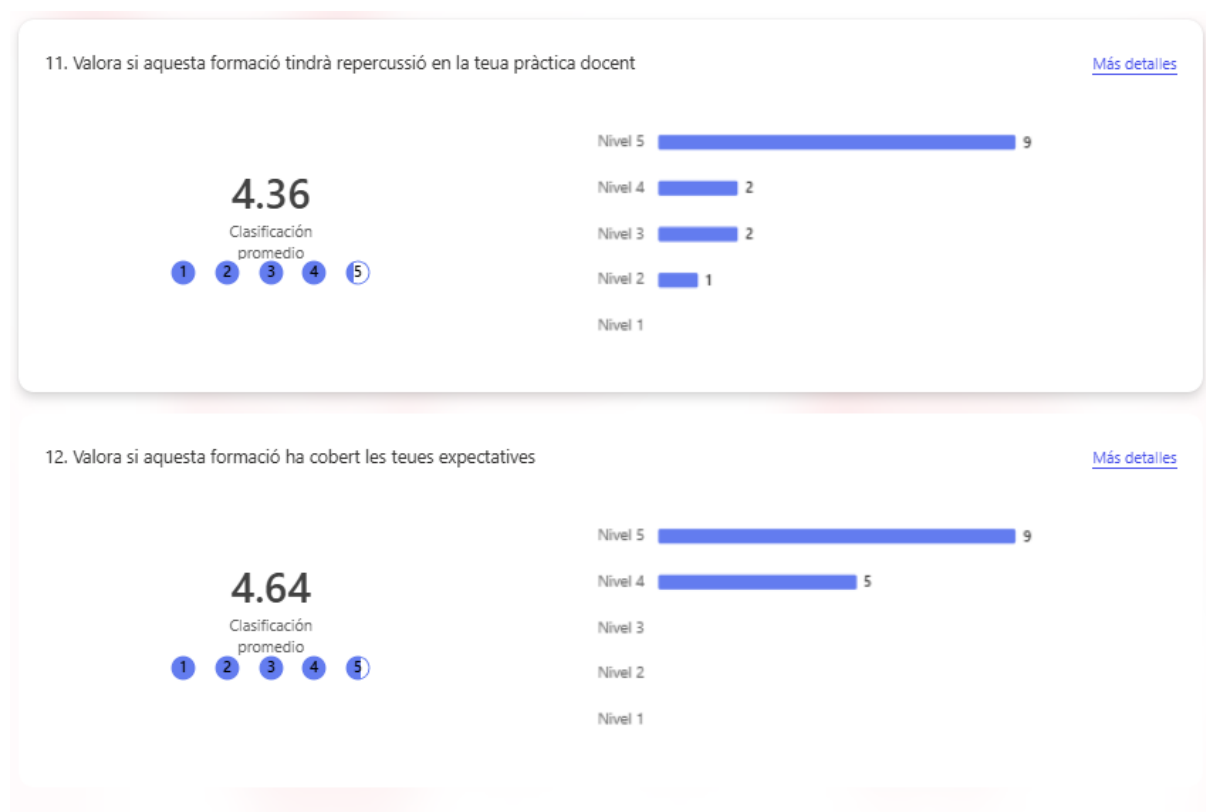 11. Valora si aquesta formació tindrà repercussió en la teua pràctica docent
Más detalles
4.36
Clasificación
promedio
1 2 3 4 5
Nivel 5 9
Nivel 4 2
Nivel 3 2
Nivel 2 1
Nivel 1
12. Valora si aquesta formació ha cobert les teues expectatives
Más detalles
4.64
Clasificación
promedio
1 2 3 4 5
Nivel 5 9
Nivel 4 5
Nivel 3
Nivel 2
Nivel 1